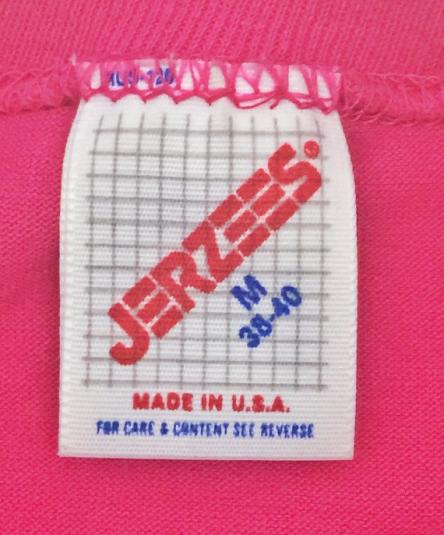 JERZEES®
M
38-40
MADE IN U.S.A.
FOR CARE & CONTENT SEE REVERSE